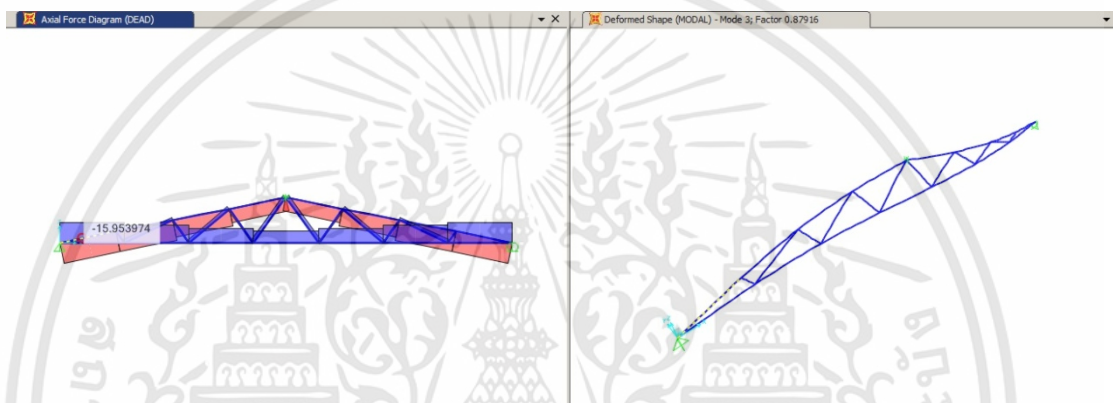 Axial Force Diagram (DEAD)
Deformed Shape (MODAL) - Mode 3; Factor 0.87916
-15.953974